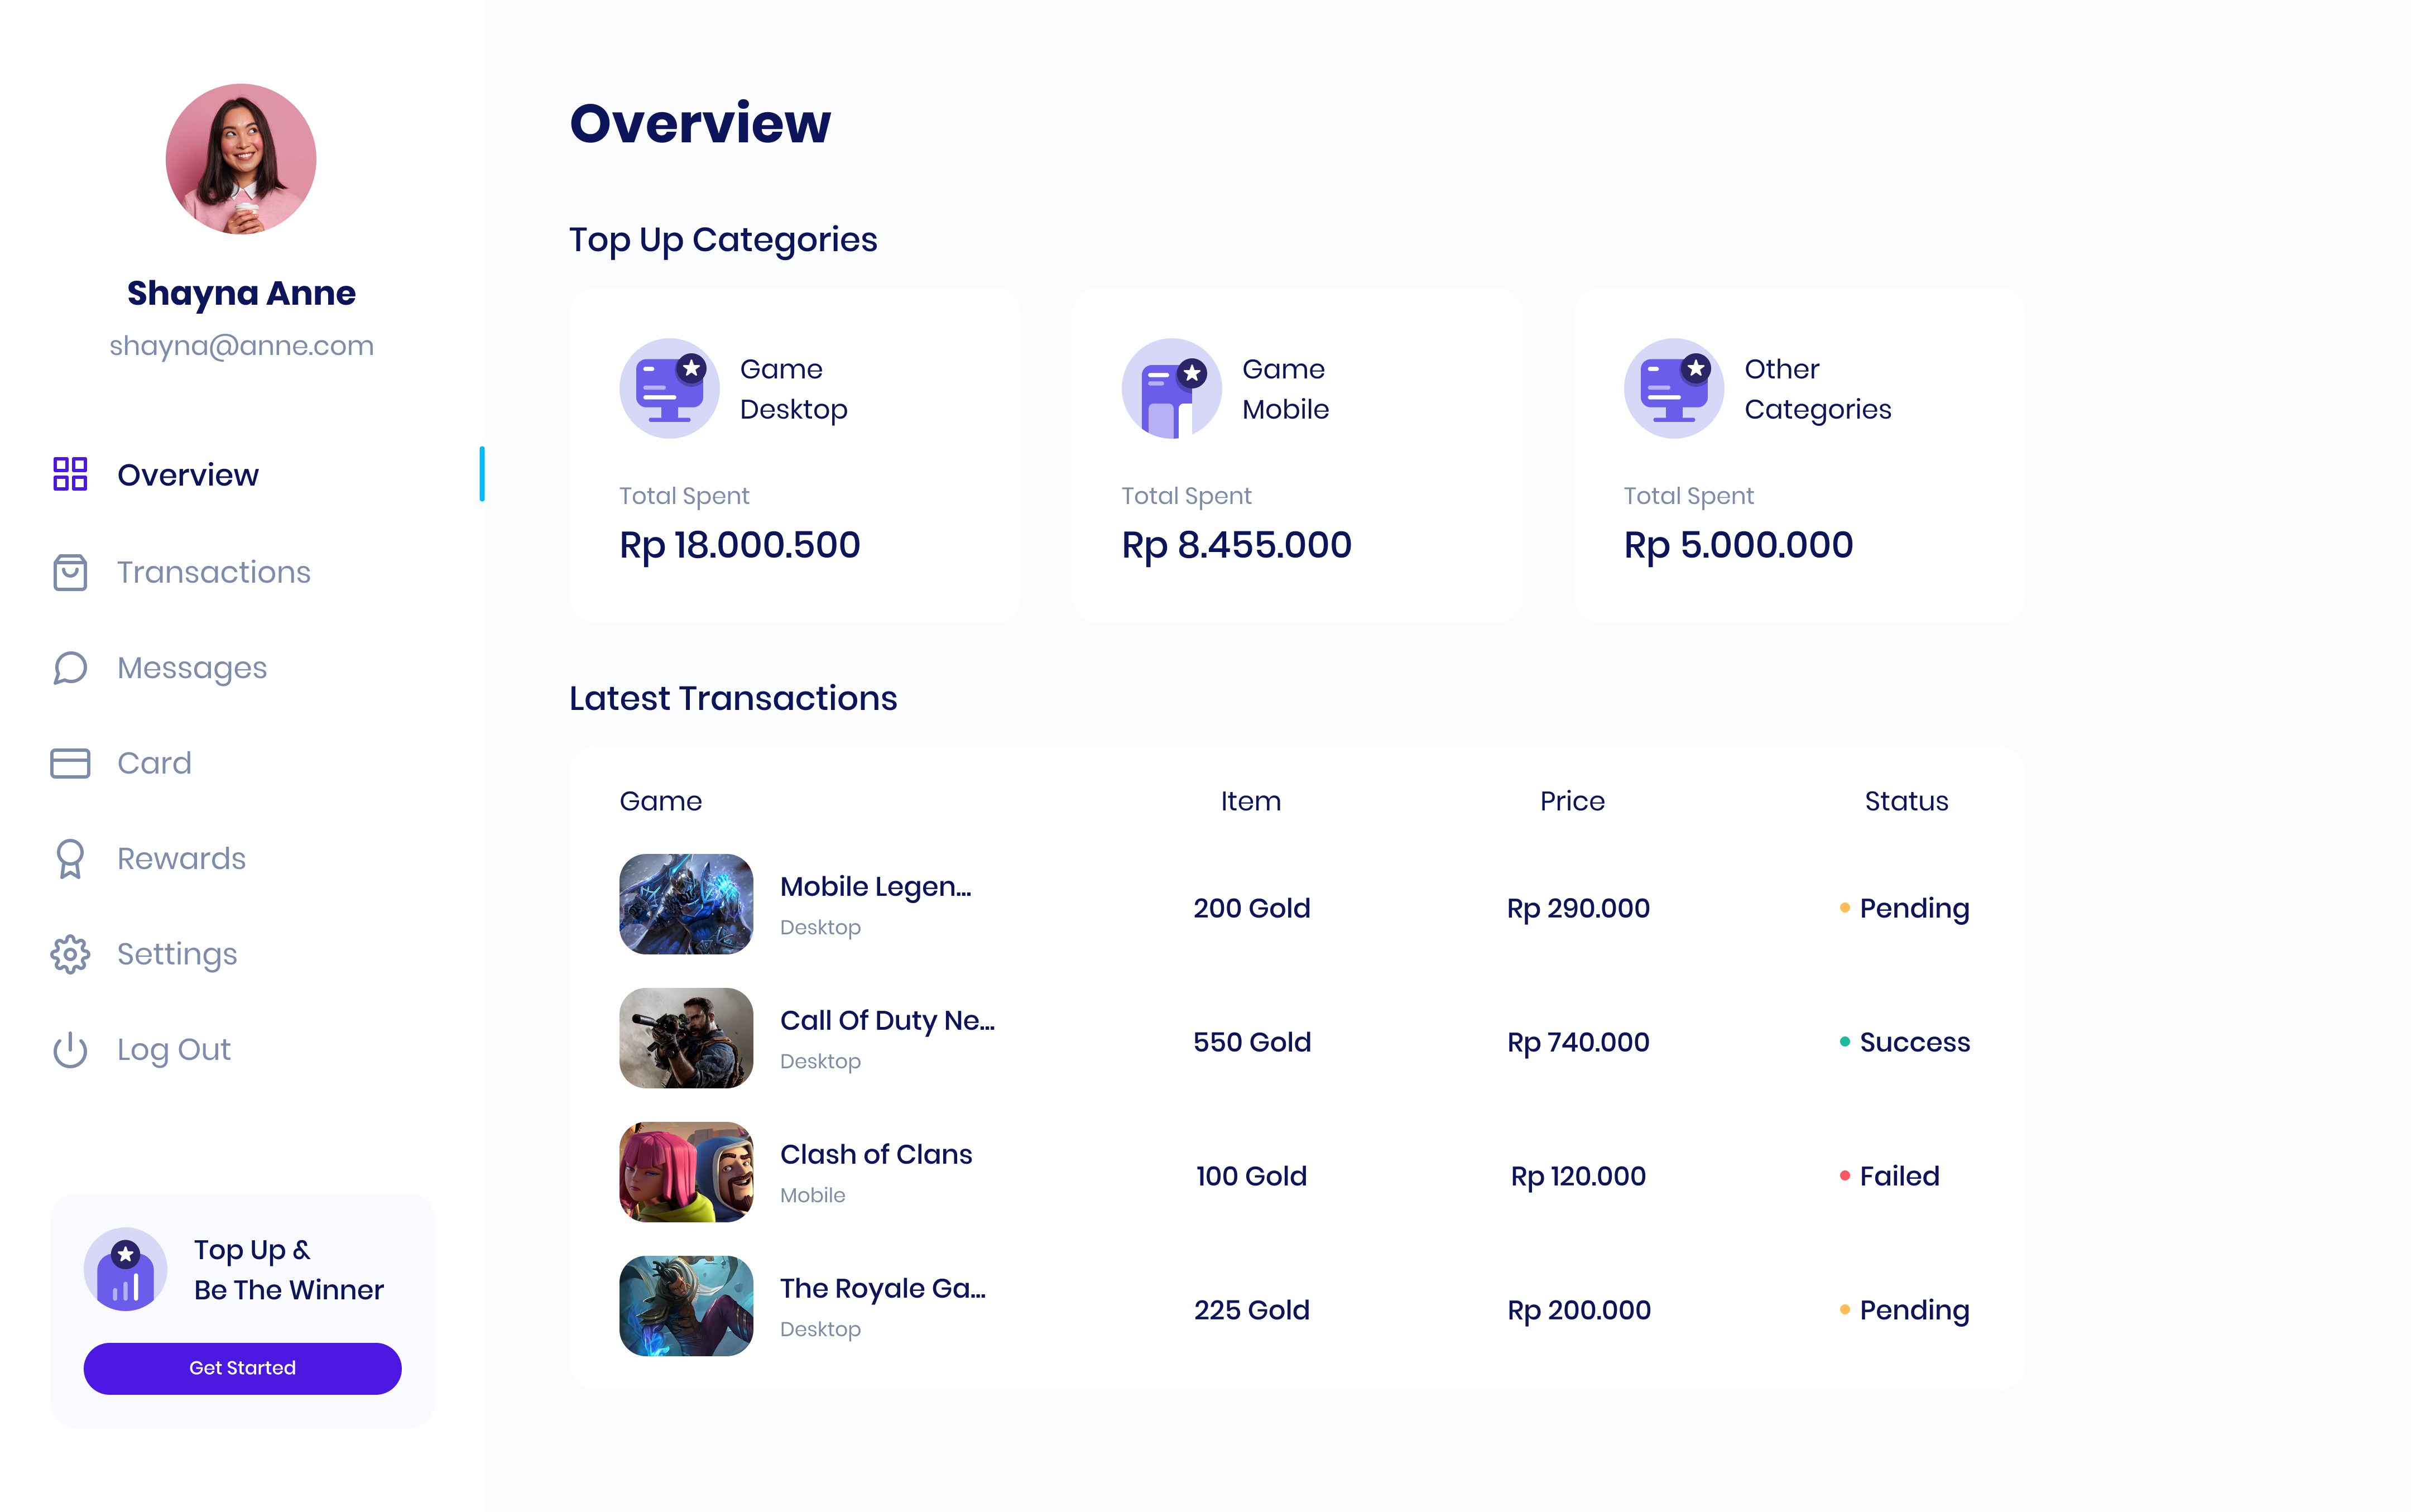 Shayna Anne
shayna@anne.com
Overview
Transactions
Messages
Card
Rewards
Settings
Log Out
Top Up &
Be The Winner
Get Started
Overview
Top Up Categories
Game
Desktop
Total Spent
Rp 18.000.500
Game
Mobile
Total Spent
Rp 8.455.000
Other
Categories
Total Spent
Rp 5.000.000
Latest Transactions
Game Item Price Status
Mobile Legen...
Desktop
200 Gold Rp 290.000 Pending
Call Of Duty Ne...
Desktop
550 Gold Rp 740.000 Success
Clash of Clans
Mobile
100 Gold Rp 120.000 Failed
The Royale Ga...
Desktop
225 Gold Rp 200.000 Pending